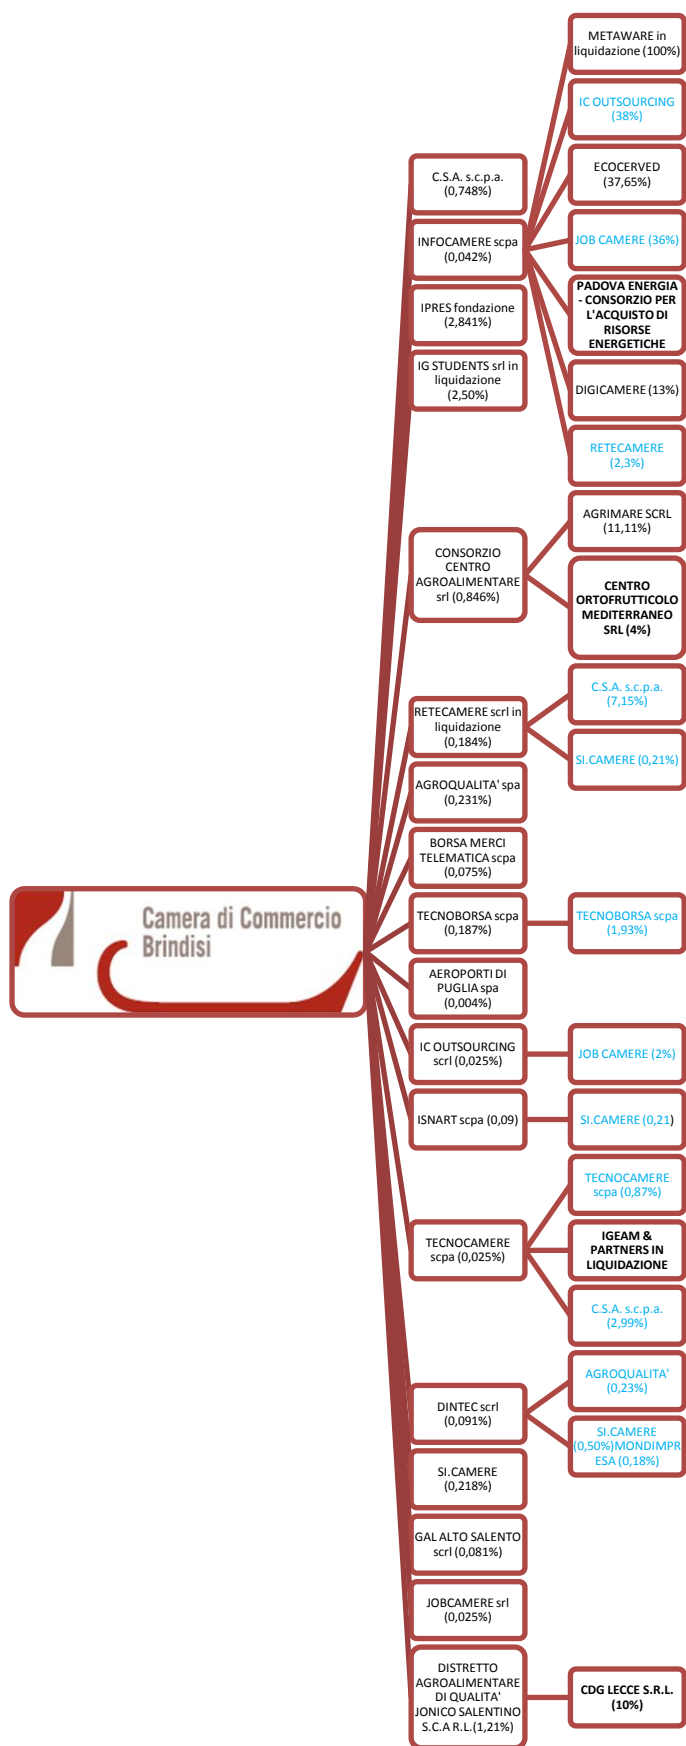 Camera di Commercio
Brindisi
C.S.A. s.c.p.a.
(0,748%)
INFOCAMERE scpa
(0,042%)
METAWARE in
liquidazione (100%)
IC OUTSOURCING
(38%)
ECOCERVED
(37,65%)
JOB CAMERE (36%)
PADOVA ENERGIA
- CONSORZIO PER
L'ACQUISTO DI
RISORSE
ENERGETICHE
DIGICAMERE (13%)
RETECAMERE
(2,3%)
IPRES fondazione
(2,841%)
IG STUDENTS srl in
liquidazione
(2,50%)
CONSORZIO
CENTRO
AGROALIMENTARE
srl (0,846%)
AGRIMARE SCRL
(11,11%)
CENTRO
ORTOFRUTTICOLO
MEDITERRANEO
SRL (4%)
RETECAMERE scrl in
liquidazione
(0,184%)
C.S.A. s.c.p.a.
(7,15%)
SI.CAMERE (0,21%)
AGROQUALITA' spa
(0,231%)
BORSA MERCI
TELEMATICA scpa
(0,075%)
TECNOBORSA scpa
(0,187%)
TECNOBORSA scpa
(1,93%)
AEROPORTI DI
PUGLIA spa
(0,004%)
IC OUTSOURCING
scrl (0,025%)
JOB CAMERE (2%)
ISNART scpa (0,09)
SI.CAMERE (0,21)
TECNOCAMERE
scpa (0,025%)
TECNOCAMERE
scpa (0,87%)
IGEAM &
PARTNERS IN
LIQUIDAZIONE
C.S.A. s.c.p.a.
(2,99%)
DINTEC scrl
(0,091%)
AGROQUALITA'
(0,23%)
SI.CAMERE
(0,50%)MONDIMPR
ESA (0,18%)
SI.CAMERE
(0,218%)
GAL ALTO SALENTO
scrl (0,081%)
JOBCAMERE srl
(0,025%)
DISTRETTO
AGROALIMENTARE
DI QUALITA'
JONICO SALENTINO
S.C.A R.L.(1,21%)
CDG LECCE S.R.L.
(10%)